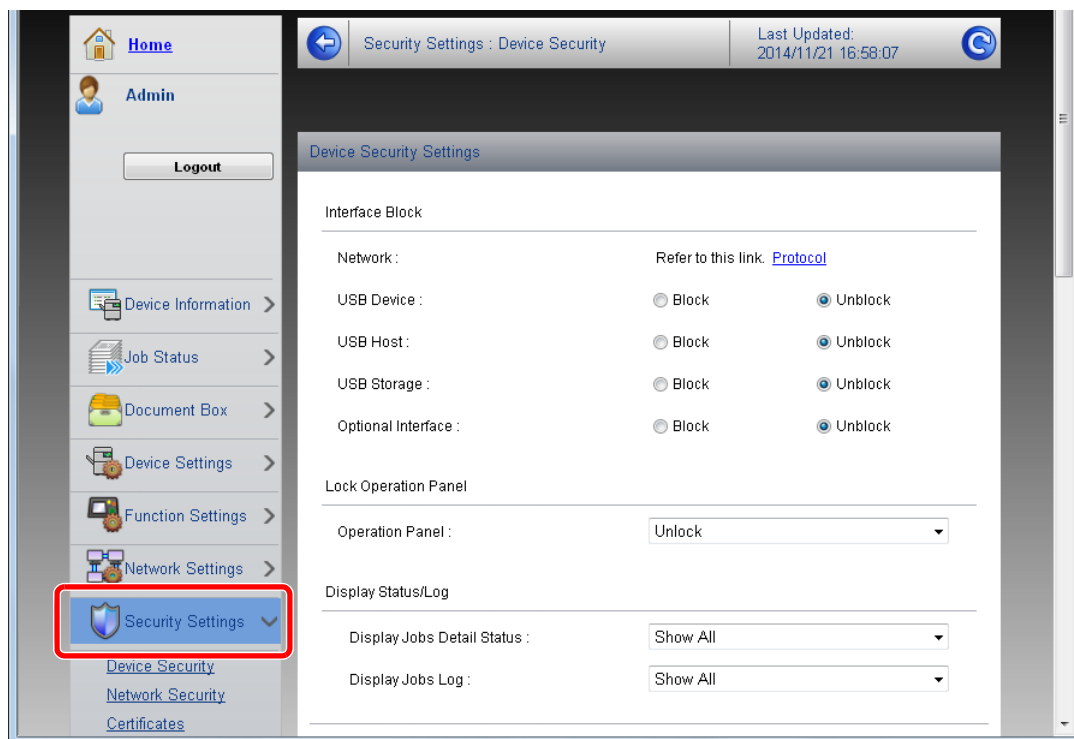 Home
Admin
Logout
Device Information
Job Status
Document Box
Device Settings
Function Settings
Network Settings
Security Settings
Device Security
Network Security
Certificates
Security Settings : Device Security
Last Updated:
2014/11/21 16:58:07
Device Security Settings
Interface Block
Network : Refer to this link. Protocol
USB Device : Block Unblock
USB Host : Block Unblock
USB Storage : Block Unblock
Optional Interface : Block Unblock
Lock Operation Panel
Operation Panel : Unlock
Display Status/Log
Display Jobs Detail Status : Show All
Display Jobs Log : Show All